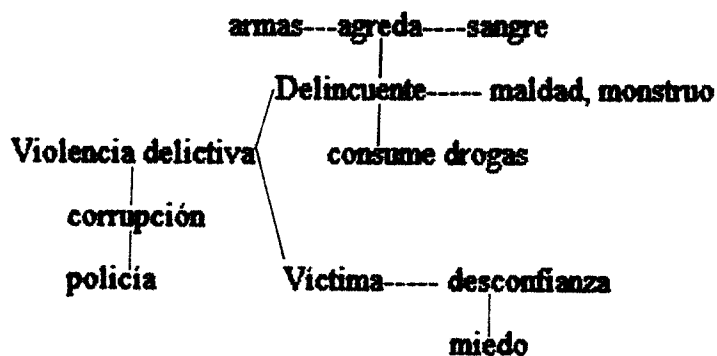 armas---agreda----sangre
Delincuente----- maldad, monstruo
Violencia delictiva
consume drogas
corrupción
policía
Víctima----- desconfianza
miedo